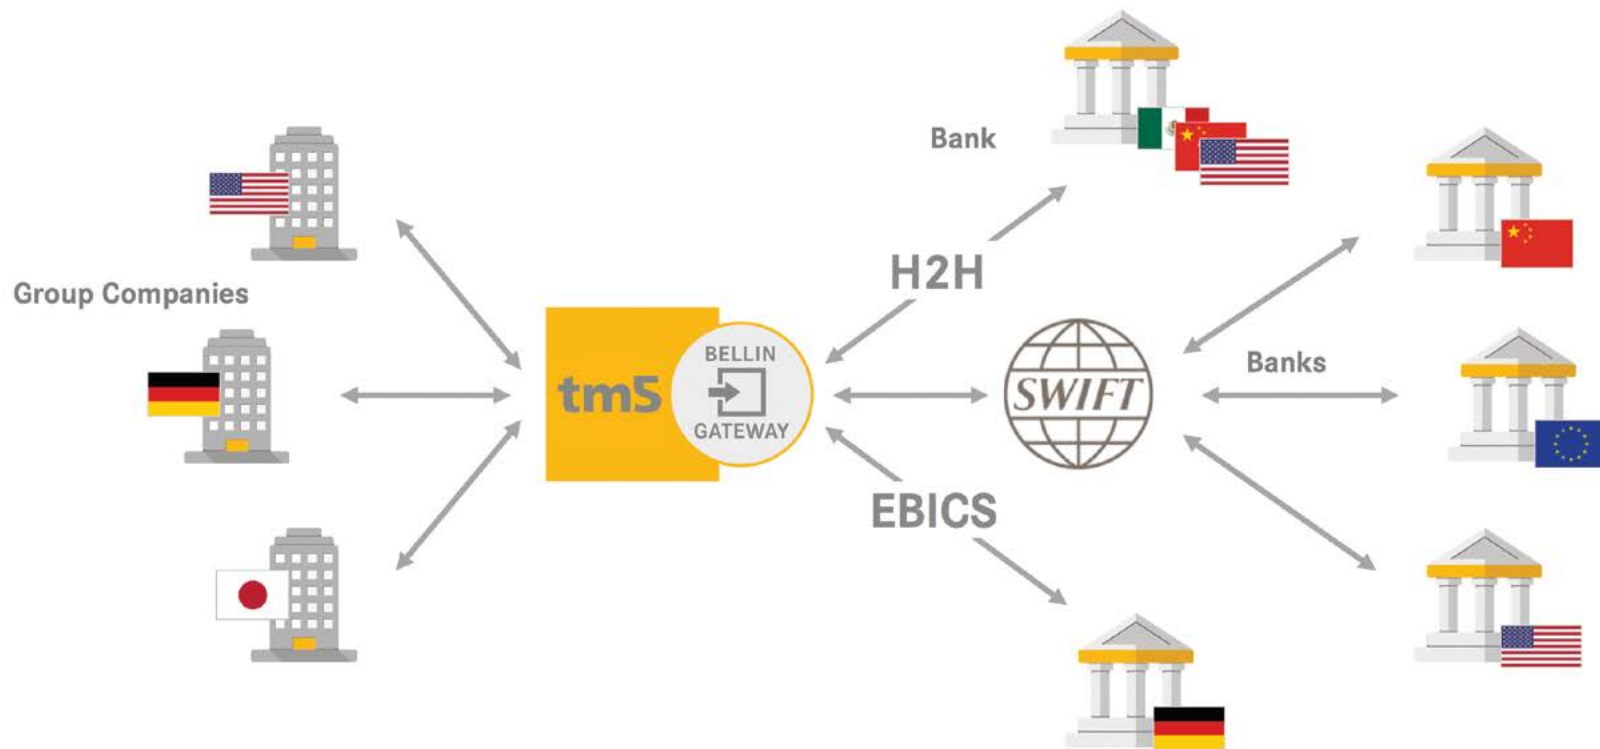 Bank
Group Companies
H2H
tm5
BELLIN
GATEWAY
SWIFT
Banks
EBICS